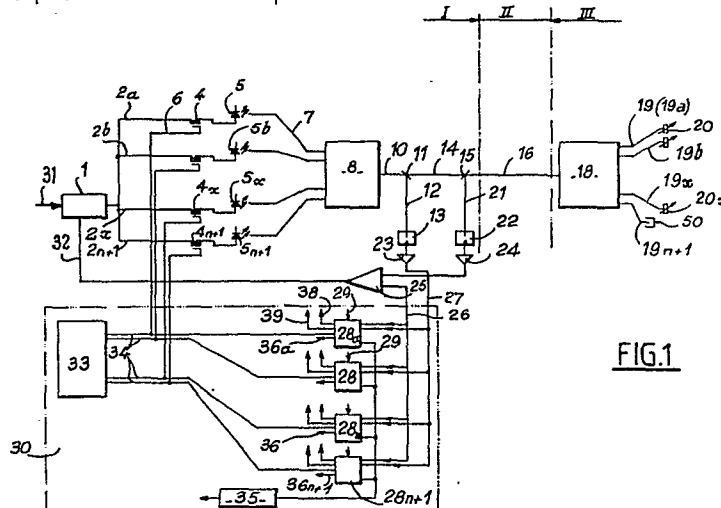 I II III
2a 6 4 5 7
2b 5b
31 1 4x 5x -8- 10 11 14 15 16 -18- 19(19a) 20
19b
12 21
2x 4n+1 13 22 19x 20x
2n+1 5n+1 50
32 23 24 19n+1
25 27
38 29 26
39
33 34 36a 28a
29
28
30 36 28
36n+1
-35- 28n+1
FIG.1